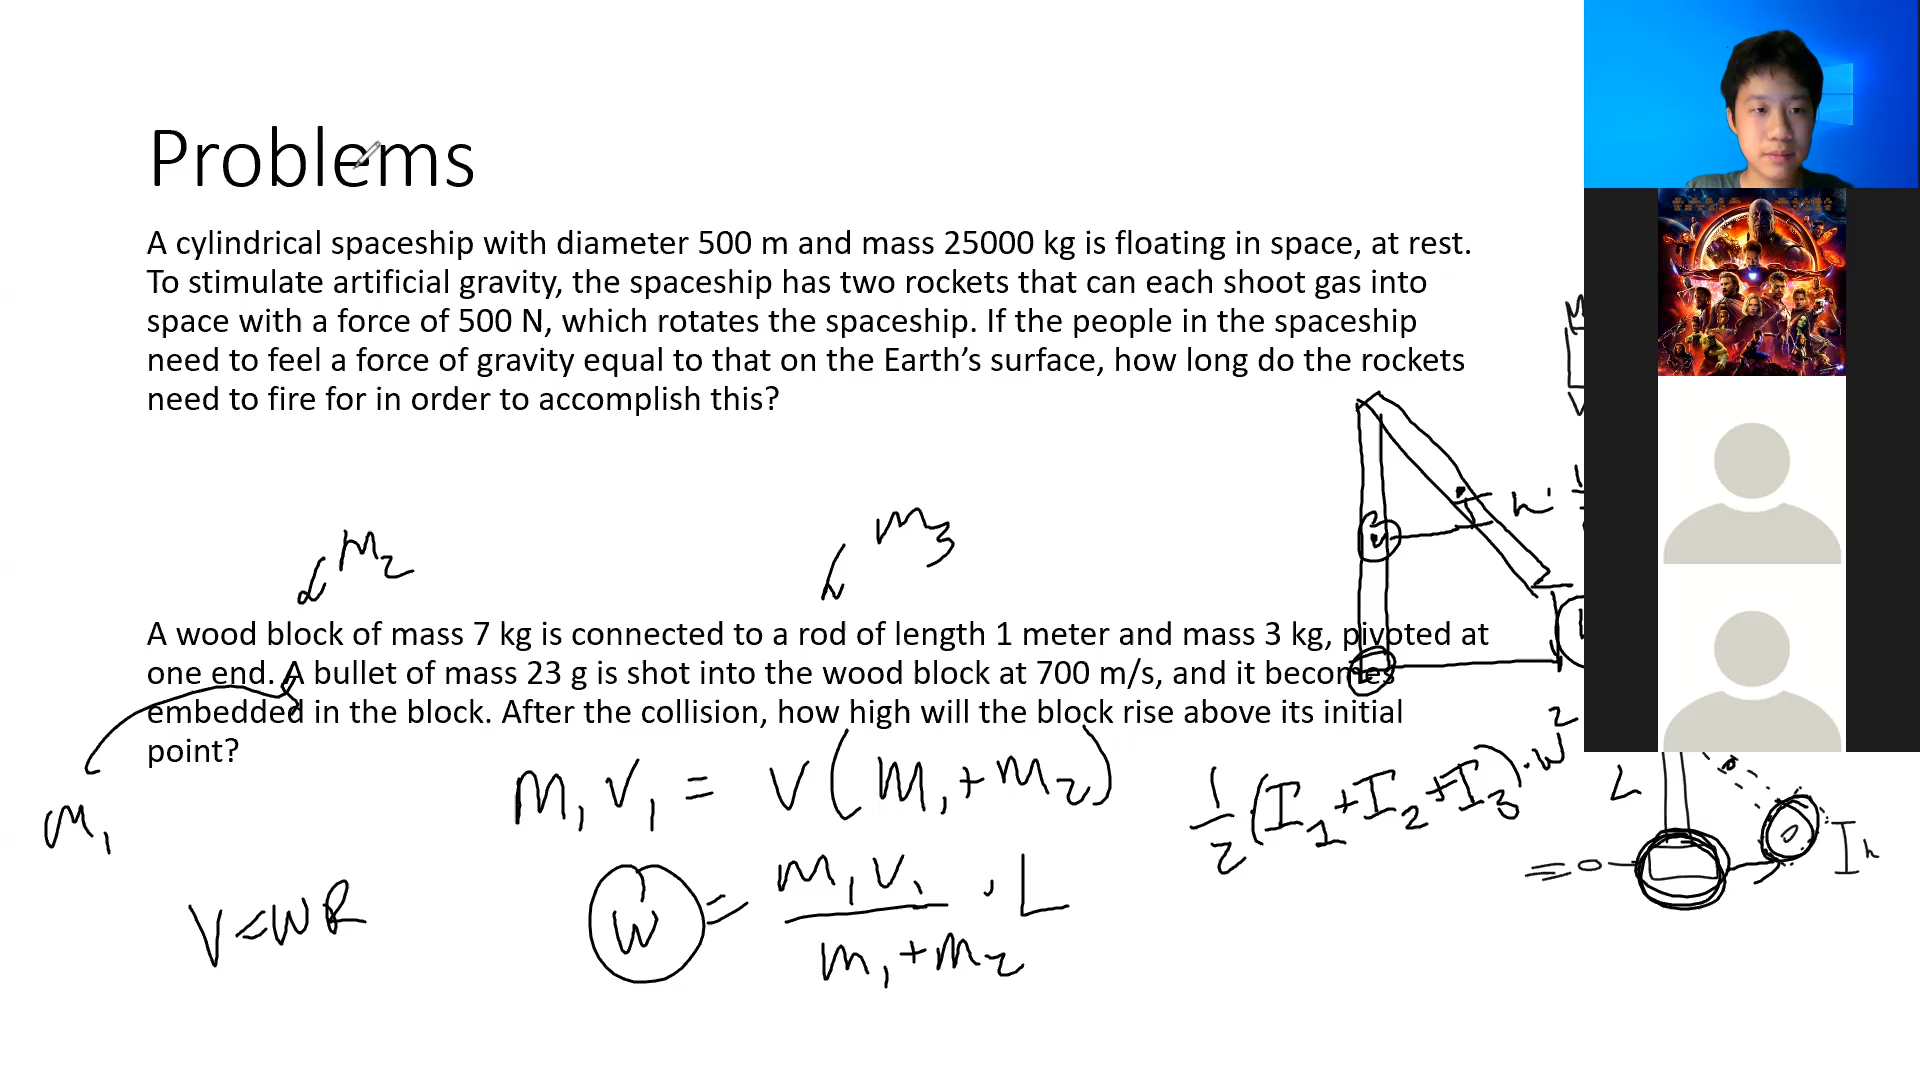 Problems
A cylindrical spaceship with diameter 500 m and mass 25000 kg is floating in space, at rest.
To stimulate artificial gravity, the spaceship has two rockets that can each shoot gas into
space with a force of 500 N, which rotates the spaceship. If the people in the spaceship
need to feel a force of gravity equal to that on the Earth’s surface, how long do the rockets
need to fire for in order to accomplish this?
h'
m2
m3
A wood block of mass 7 kg is connected to a rod of length 1 meter and mass 3 kg, pivoted at
one end. A bullet of mass 23 g is shot into the wood block at 700 m/s, and it becomes
embedded in the block. After the collision, how high will the block rise above its initial
point?
m1
m1 v1 = v(m1+m2)
1/2 (I1+I2+I3)·w²
L
h
v=wR
w = m1v1/m1+m2 · L